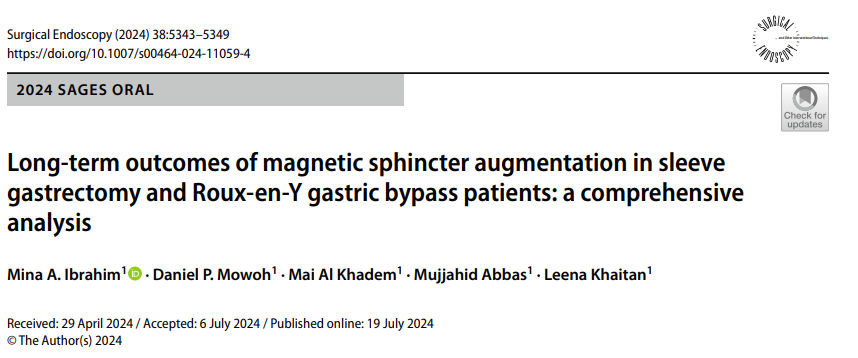 Surgical Endoscopy (2024) 38:5343–5349
https://doi.org/10.1007/s00464-024-11059-4
SURGICAL
ENDOSCOPY
and Other Interventional Techniques
2024 SAGES ORAL
Check for
updates
Long-term outcomes of magnetic sphincter augmentation in sleeve
gastrectomy and Roux-en-Y gastric bypass patients: a comprehensive
analysis
Mina A. Ibrahim1 iD · Daniel P. Mowoh1 · Mai Al Khadem1 · Mujjahid Abbas1 · Leena Khaitan1
Received: 29 April 2024 / Accepted: 6 July 2024 / Published online: 19 July 2024
© The Author(s) 2024